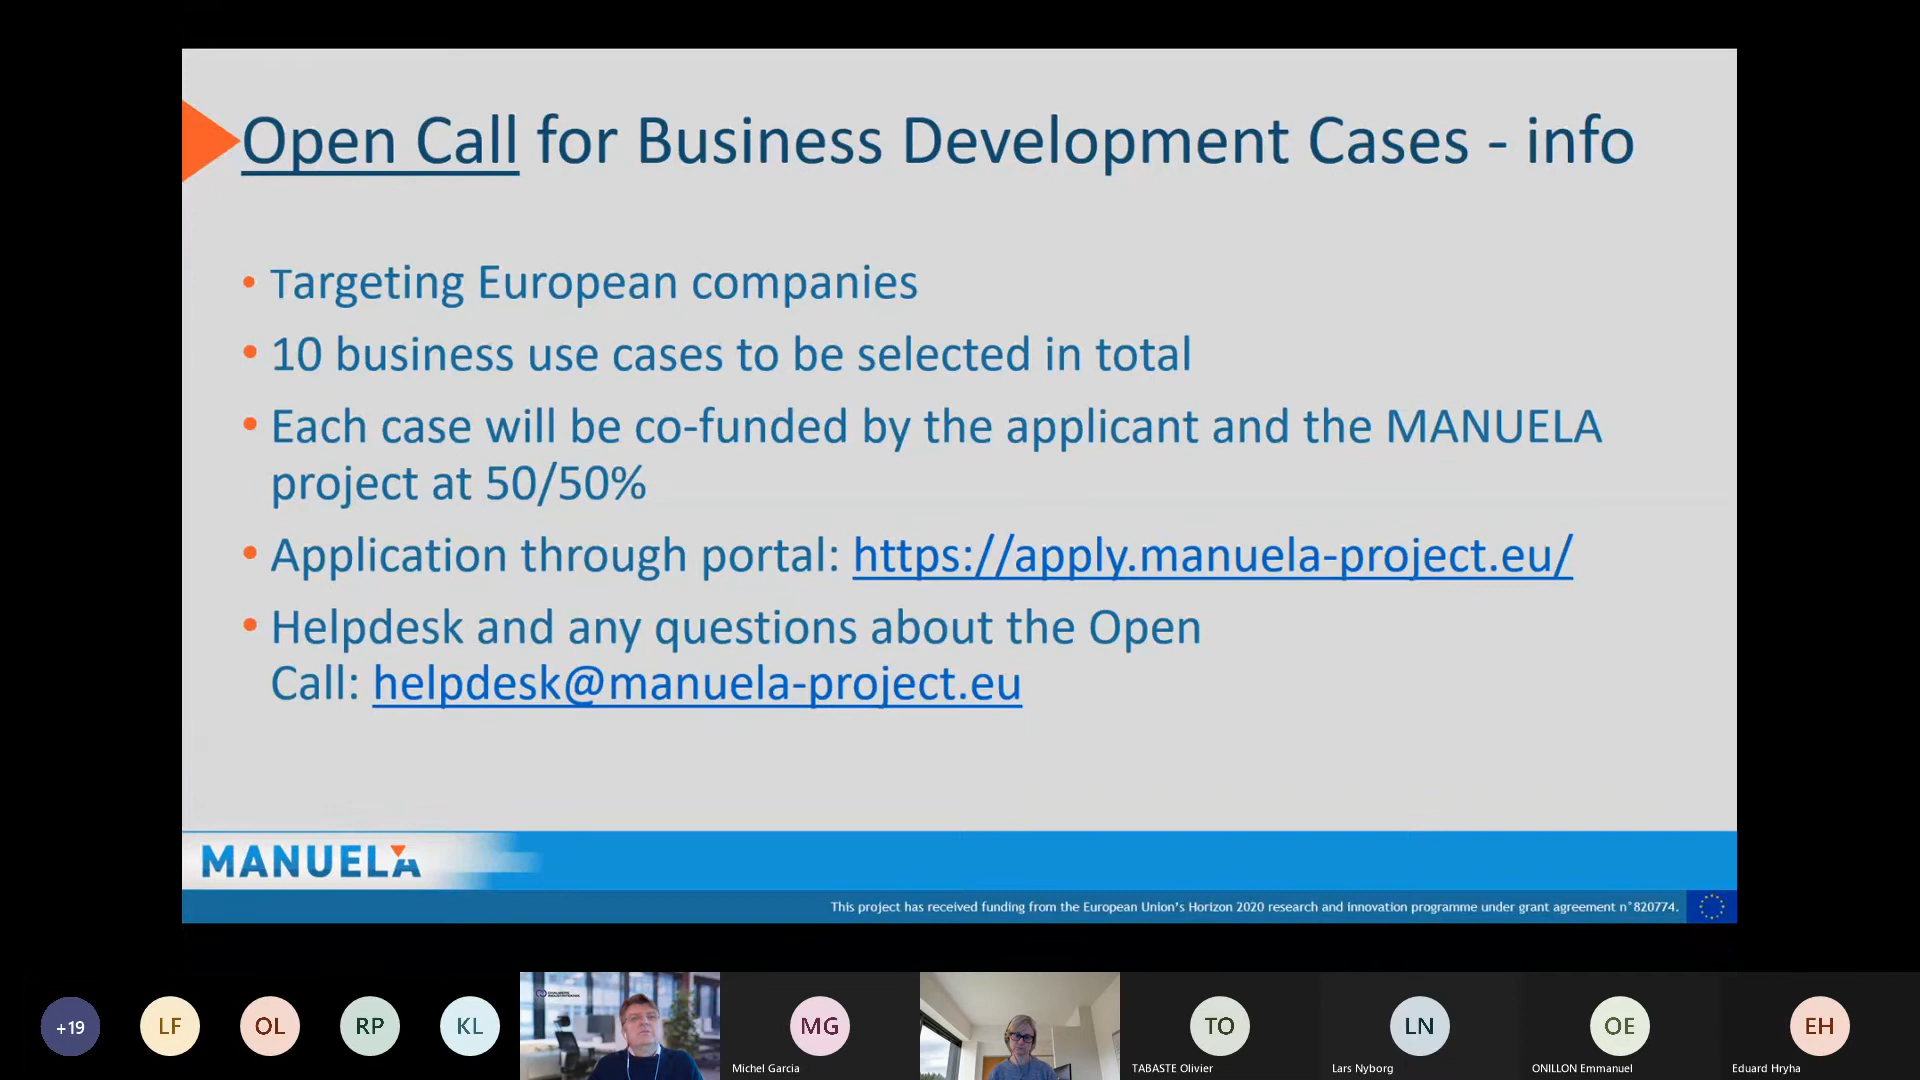 Open Call for Business Development Cases - info
• Targeting European companies
• 10 business use cases to be selected in total
• Each case will be co-funded by the applicant and the MANUELA
project at 50/50%
• Application through portal: https://apply.manuela-project.eu/
• Helpdesk and any questions about the Open
Call: helpdesk@manuela-project.eu
MANUELA
This project has received funding from the European Union's Horizon 2020 research and innovation programme under grant agreement n°820774.
+19
LF
OL
RP
KL
MG
Michel Garcia
TO
TABASTE Olivier
LN
Lars Nyborg
OE
ONILLON Emmanuel
EH
Eduard Hryha